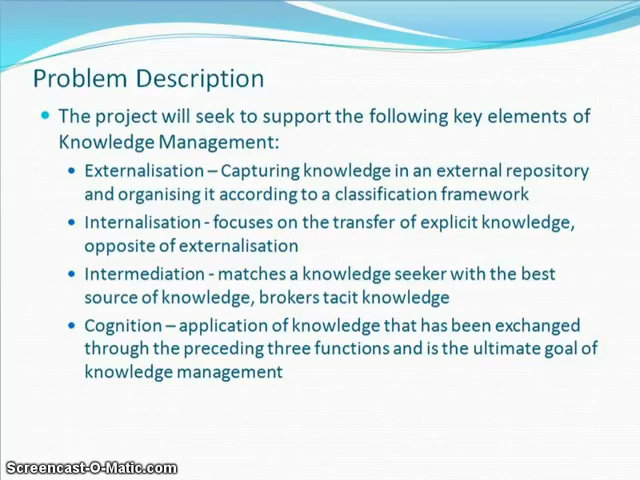 Problem Description
The project will seek to support the following key elements of
Knowledge Management:
Externalisation – Capturing knowledge in an external repository
and organising it according to a classification framework
Internalisation - focuses on the transfer of explicit knowledge,
opposite of externalisation
Intermediation - matches a knowledge seeker with the best
source of knowledge, brokers tacit knowledge
Cognition – application of knowledge that has been exchanged
through the preceding three functions and is the ultimate goal of
knowledge management
Screencast-O-Matic.com